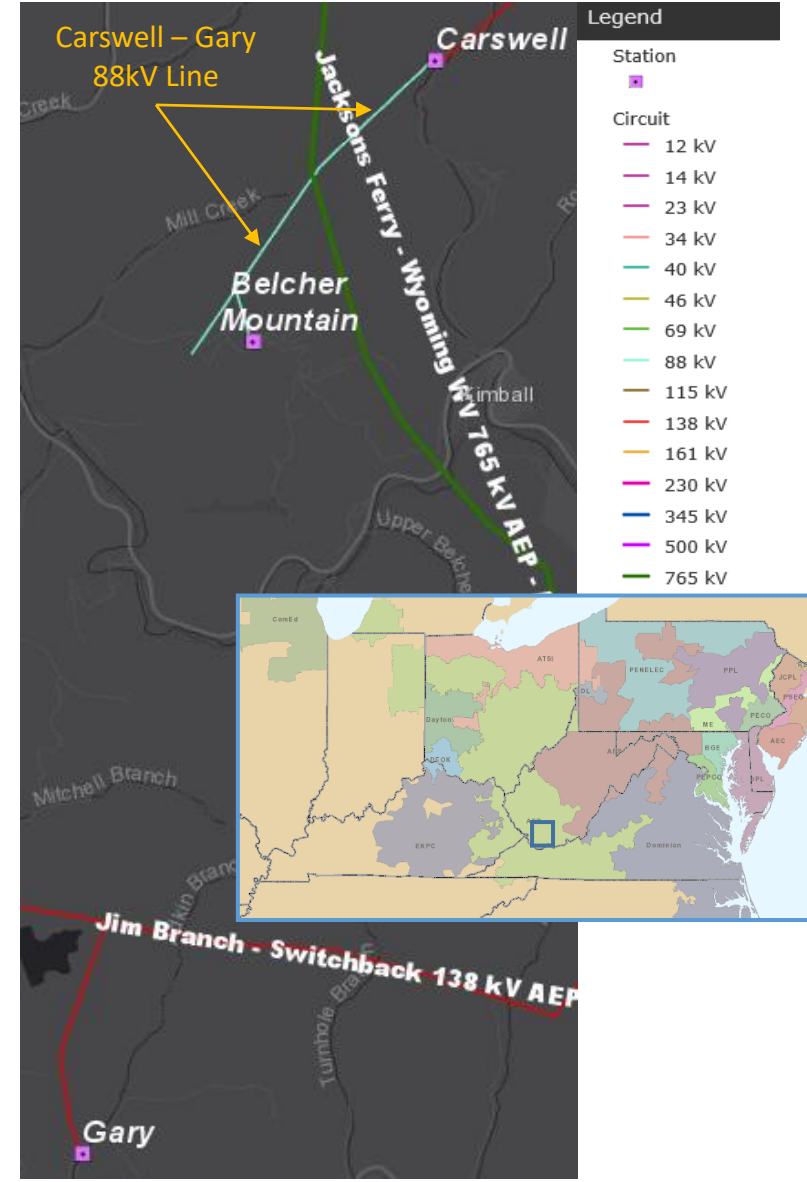 Carswell – Gary
88kV Line
Carswell
Creek
Jacksons Ferry - Wyoming WV 765 kV AEP -
Mill Creek
Belcher
Mountain
Kimball
Upper Belche
Mitchell Branch
Jim Branch - Switchback 138 kV AEP
Gary
Legend
Station
Circuit
12 kV
14 kV
23 kV
34 kV
40 kV
46 kV
69 kV
88 kV
115 kV
138 kV
161 kV
230 kV
345 kV
500 kV
765 kV
ComEd
ATSI
PENELEC
PPL
JCPL
PSEG
Dayton
ME
PECO
DEOK
BGE
AEC
PEPCO
DPL
EKPC
Dominion